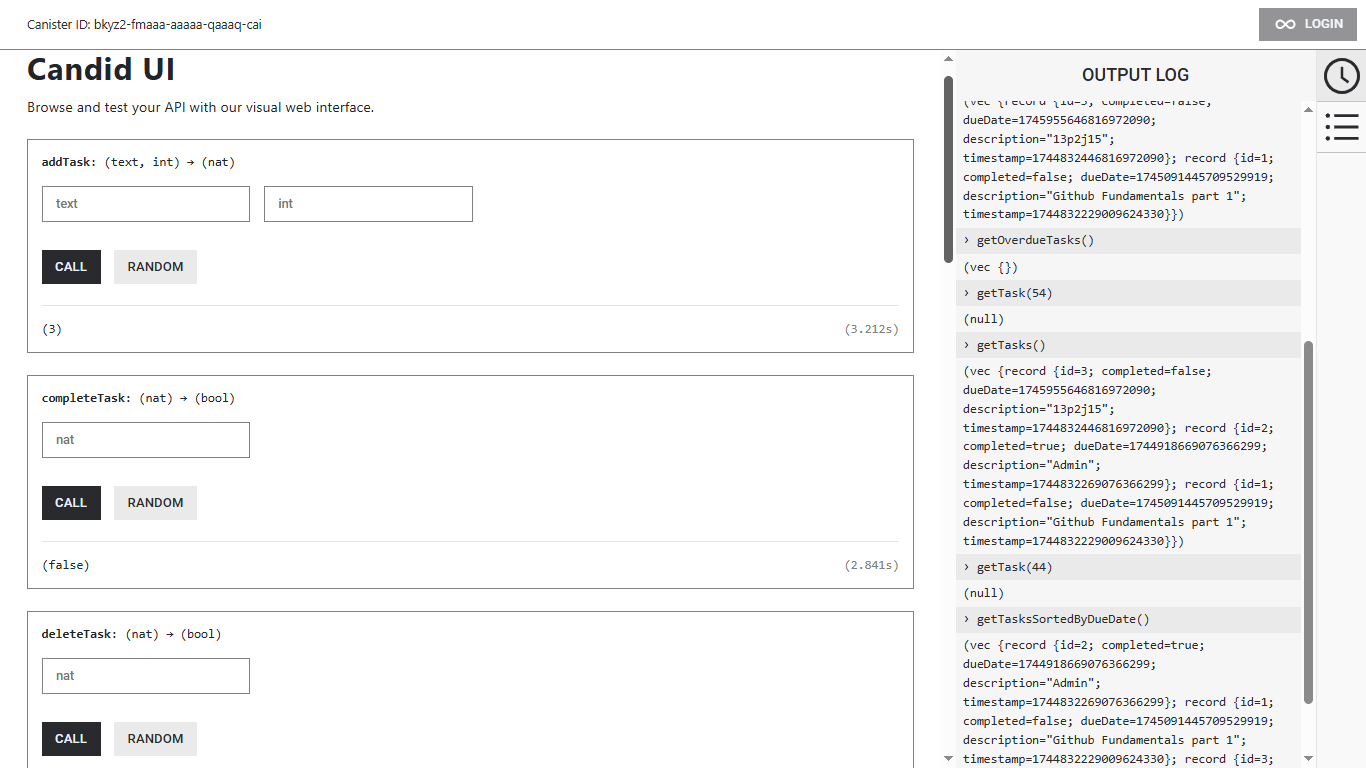 Canister ID: bkyz2-fmaaa-aaaaa-qaaaq-cai
LOGIN
Candid UI
Browse and test your API with our visual web interface.
addTask: (text, int) → (nat)
text
int
CALL
RANDOM
(3)
(3.212s)
completeTask: (nat) → (bool)
nat
CALL
RANDOM
(false)
(2.841s)
deleteTask: (nat) → (bool)
nat
CALL
RANDOM
OUTPUT LOG
(vec {record {id=3; completed=false;
dueDate=1745955646816972090;
description="13p2j15";
timestamp=1744832446816972090}; record {id=1;
completed=false; dueDate=1745091445709529919;
description="Github Fundamentals part 1";
timestamp=1744832229009624330}})
› getOverdueTasks()
(vec {})
› getTask(54)
(null)
› getTasks()
(vec {record {id=3; completed=false;
dueDate=1745955646816972090;
description="13p2j15";
timestamp=1744832446816972090}; record {id=2;
completed=true; dueDate=1744918669076366299;
description="Admin";
timestamp=1744832269076366299}; record {id=1;
completed=false; dueDate=1745091445709529919;
description="Github Fundamentals part 1";
timestamp=1744832229009624330}})
› getTask(44)
(null)
› getTasksSortedByDueDate()
(vec {record {id=2; completed=true;
dueDate=1744918669076366299;
description="Admin";
timestamp=1744832269076366299}; record {id=1;
completed=false; dueDate=1745091445709529919;
description="Github Fundamentals part 1";
timestamp=1744832229009624330}; record {id=3;